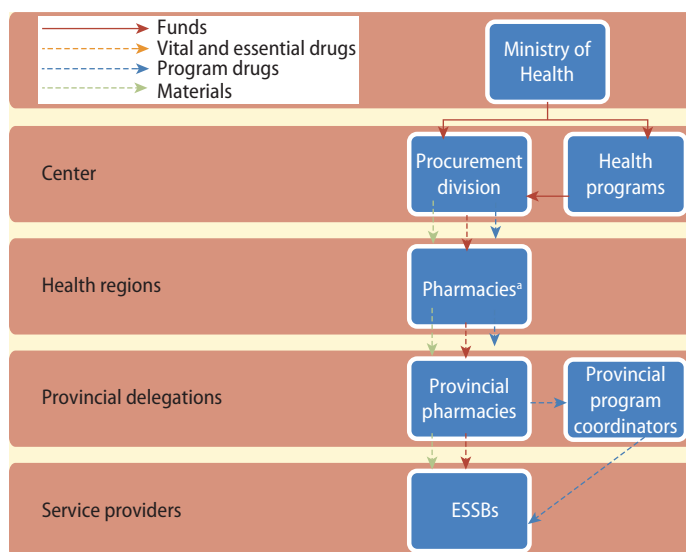 Funds
Vital and essential drugs
Program drugs
Materials
Ministry of
Health
Center
Procurement
division
Health
programs
Health regions
Pharmaciesᵃ
Provincial delegations
Provincial
pharmacies
Provincial
program
coordinators
Service providers
ESSBs